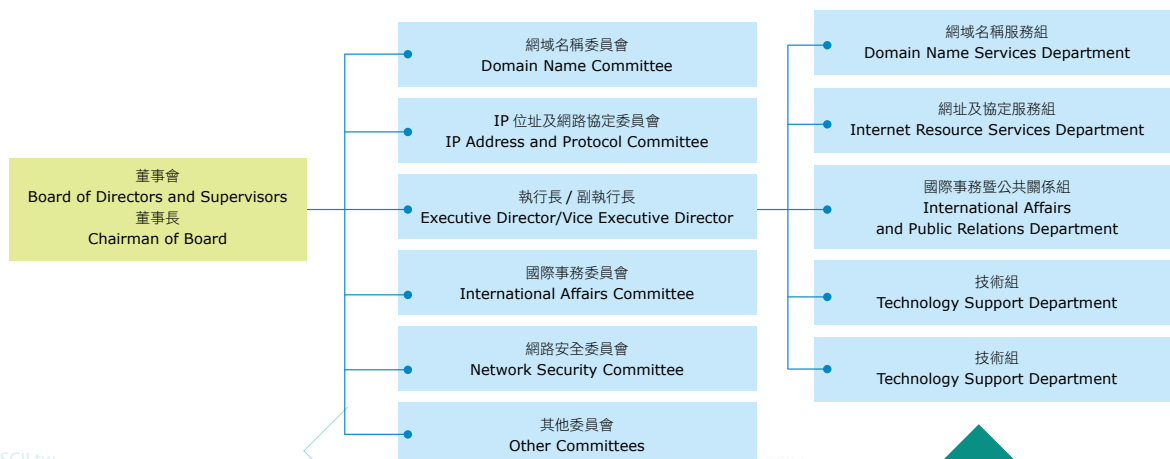 董事會
Board of Directors and Supervisors
董事長
Chairman of Board
網域名稱委員會
Domain Name Committee
IP 位址及網路協定委員會
IP Address and Protocol Committee
執行長 / 副執行長
Executive Director/Vice Executive Director
國際事務委員會
International Affairs Committee
網路安全委員會
Network Security Committee
其他委員會
Other Committees
網域名稱服務組
Domain Name Services Department
網址及協定服務組
Internet Resource Services Department
國際事務暨公共關係組
International Affairs
and Public Relations Department
技術組
Technology Support Department
技術組
Technology Support Department